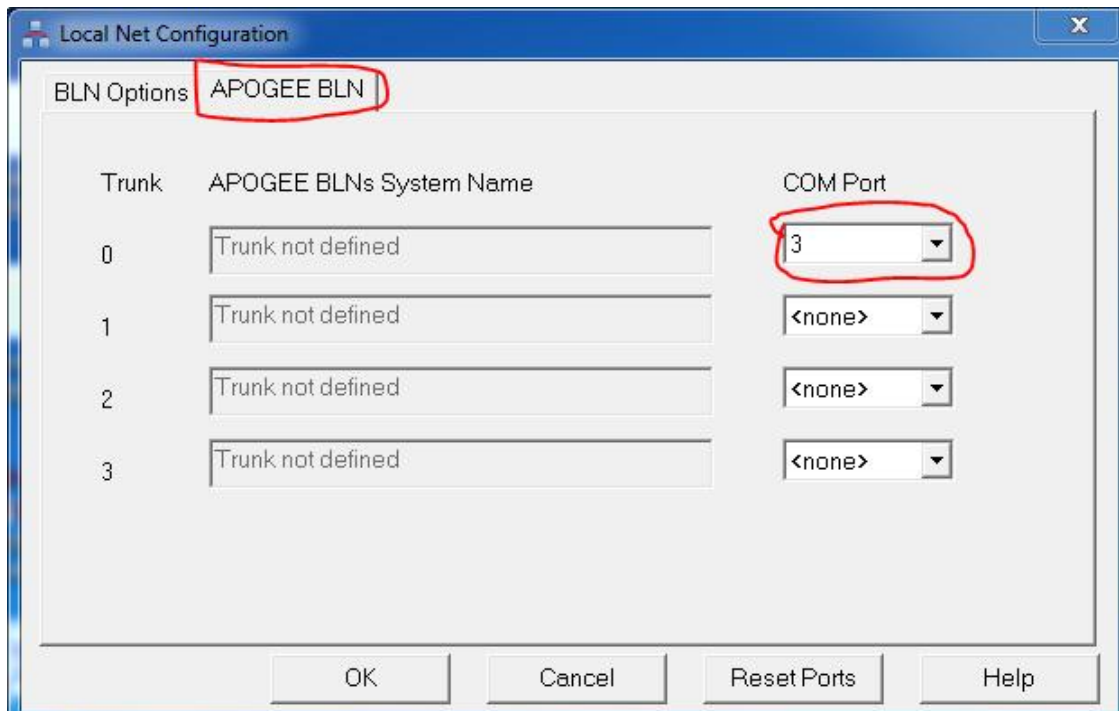 Local Net Configuration
BLN Options APOGEE BLN
Trunk APOGEE BLNs System Name COM Port
0 Trunk not defined 3
1 Trunk not defined <none>
2 Trunk not defined <none>
3 Trunk not defined <none>
OK Cancel Reset Ports Help